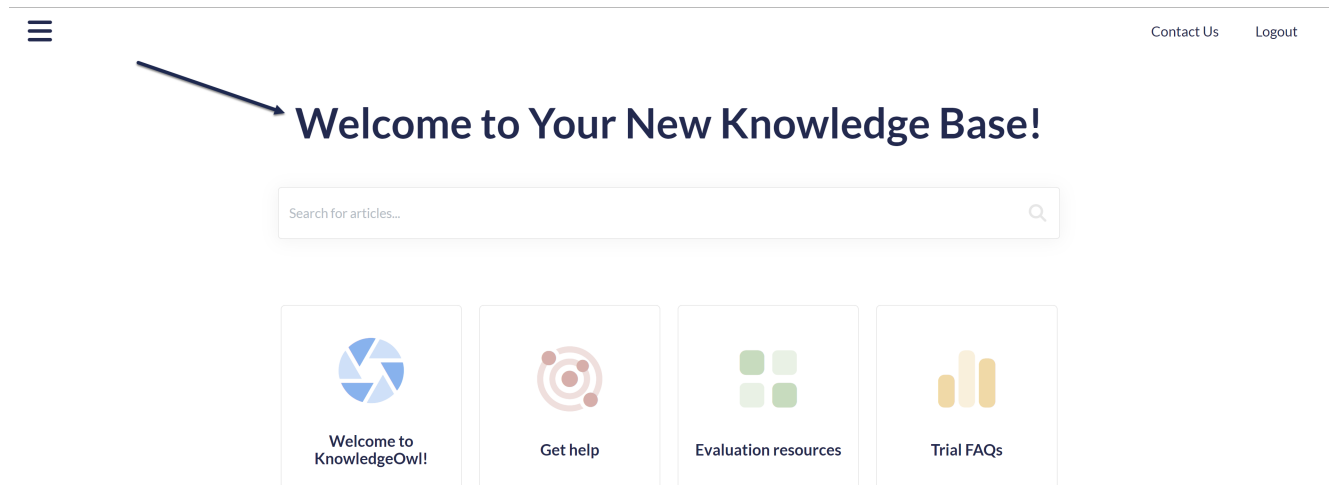 Contact Us
Logout
Welcome to Your New Knowledge Base!
Search for articles...
Welcome to
KnowledgeOwl!
Get help
Evaluation resources
Trial FAQs